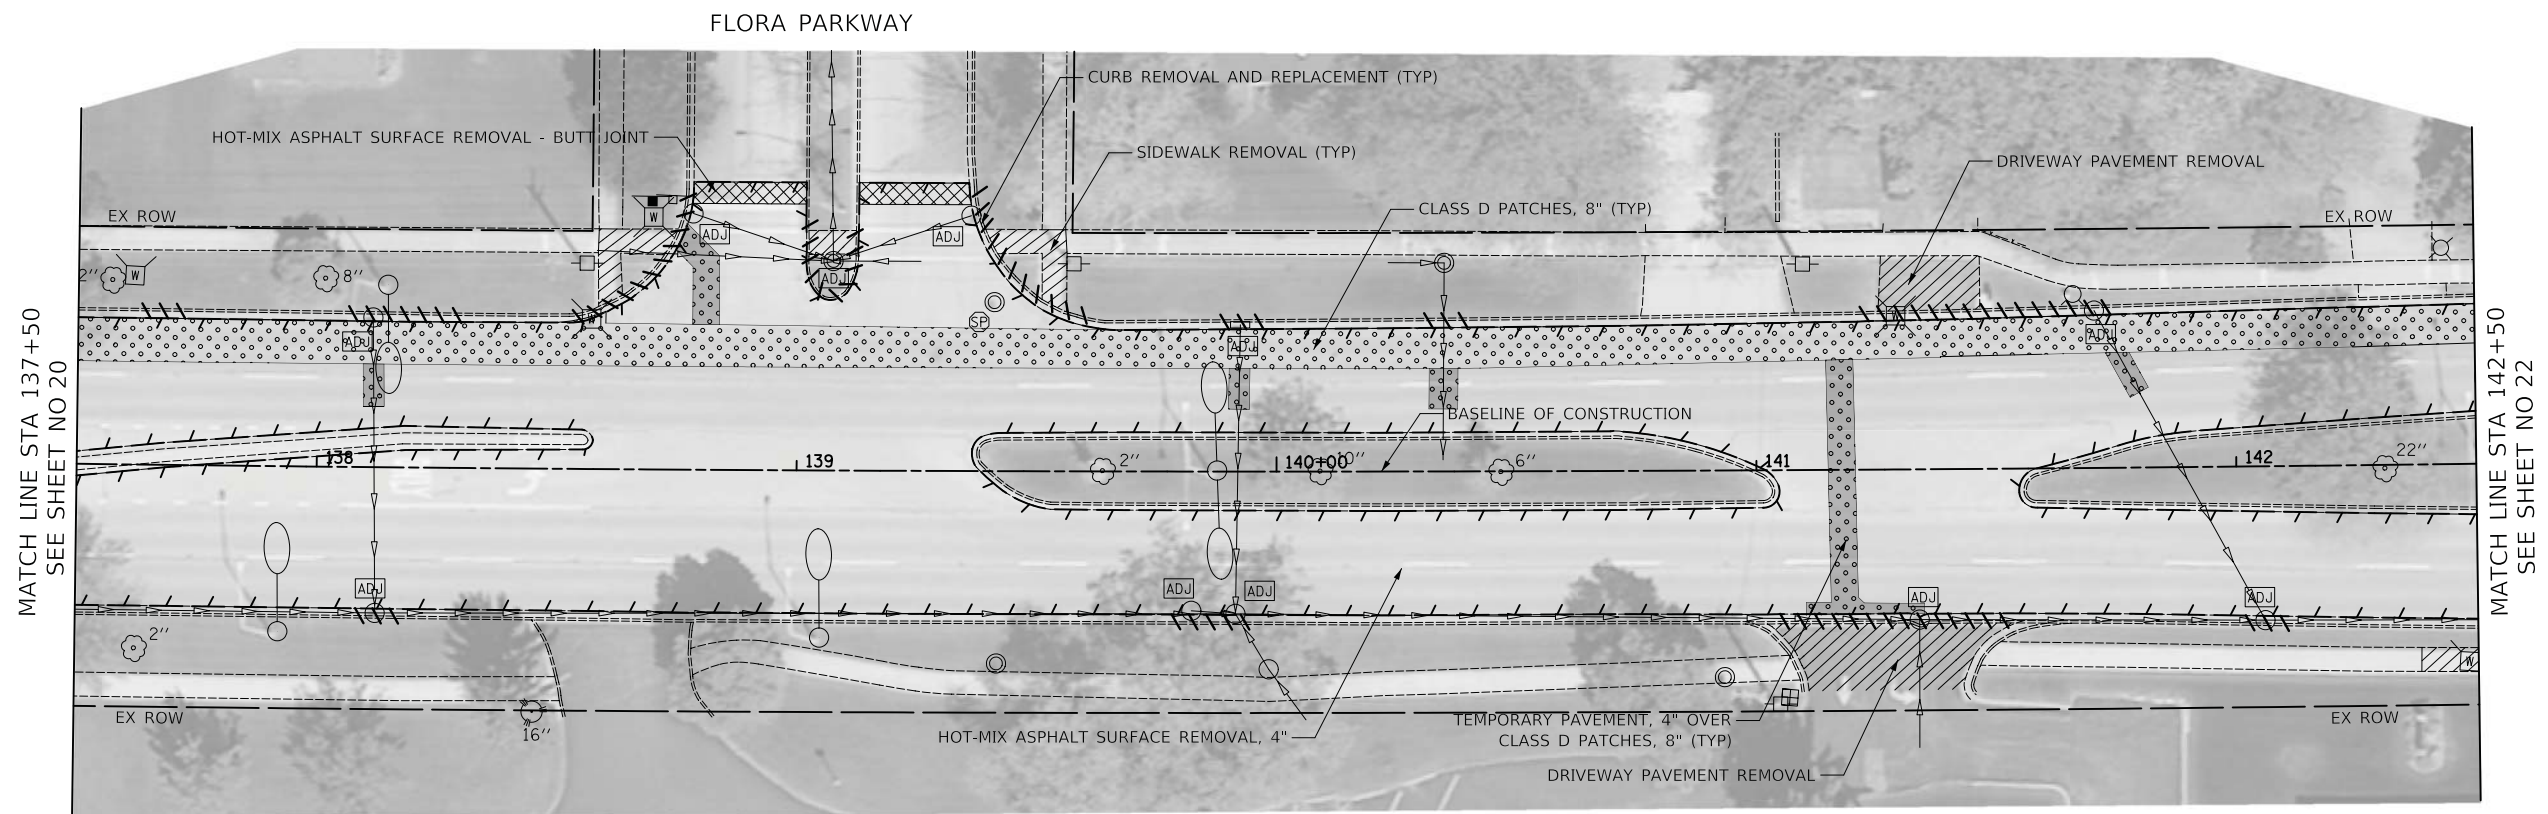 FLORA PARKWAY
CURB REMOVAL AND REPLACEMENT (TYP)
HOT-MIX ASPHALT SURFACE REMOVAL - BUTT JOINT
SIDEWALK REMOVAL (TYP)
DRIVEWAY PAVEMENT REMOVAL
CLASS D PATCHES, 8" (TYP)
EX ROW
EX ROW
W
ADJ
ADJ
ADJ
2''
W
8''
SP
W
W
ADJ
ADJ
ADJ
MATCH LINE STA 137+50
SEE SHEET NO 20
MATCH LINE STA 142+50
SEE SHEET NO 22
BASELINE OF CONSTRUCTION
138
139
2''
140+00
10''
6''
141
142
22''
ADJ
ADJ
ADJ
ADJ
ADJ
2''
W
EX ROW
16''
HOT-MIX ASPHALT SURFACE REMOVAL, 4"
TEMPORARY PAVEMENT, 4" OVER
CLASS D PATCHES, 8" (TYP)
EX ROW
DRIVEWAY PAVEMENT REMOVAL